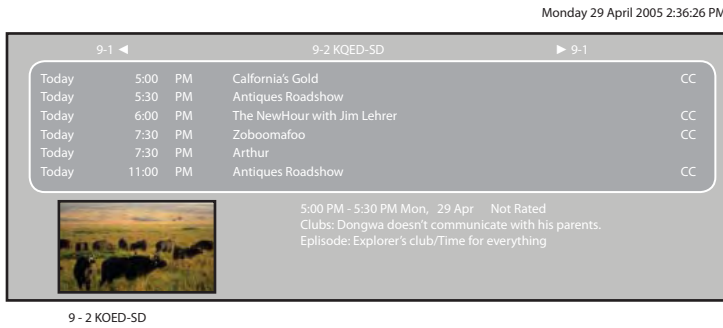 Monday 29 April 2005 2:36:26 PM
9-1 ◀ 9-2 KQED-SD ▶ 9-1
Today 5:00 PM Calfornia's Gold CC
Today 5:30 PM Antiques Roadshow
Today 6:00 PM The NewHour with Jim Lehrer CC
Today 7:30 PM Zoboomafoo CC
Today 7:30 PM Arthur
Today 11:00 PM Antiques Roadshow CC
5:00 PM - 5:30 PM Mon, 29 Apr Not Rated
Clubs: Dongwa doesn't communicate with his parents.
Eplisode: Explorer's club/Time for everything
9 - 2 KOED-SD